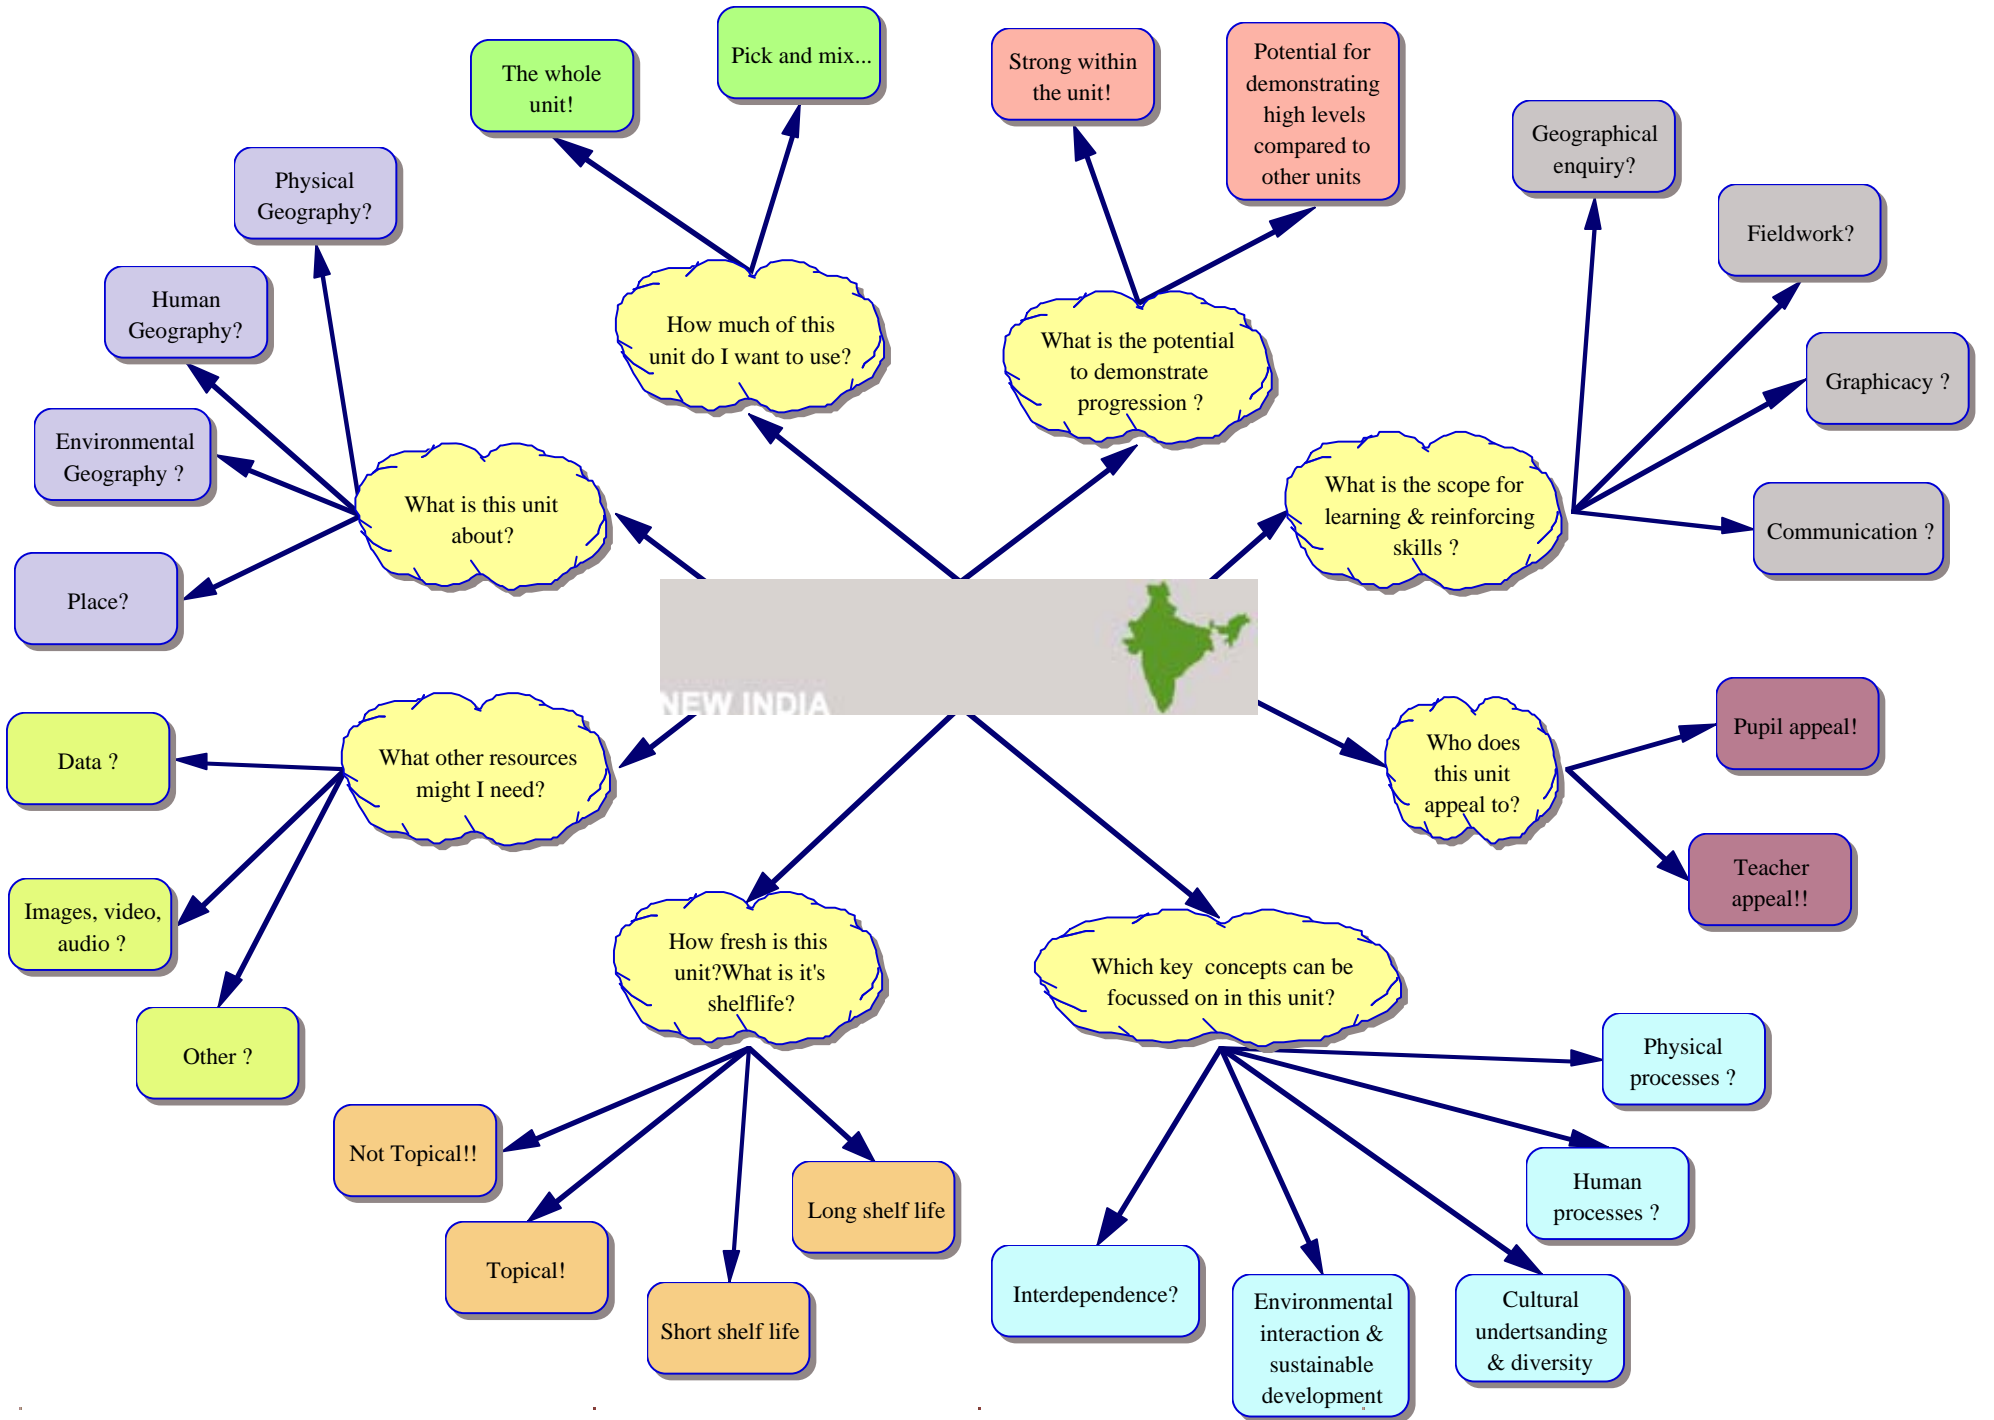 Pick and mix...
The whole
unit!
Strong within
the unit!
Potential for
demonstrating
high levels
compared to
other units
Geographical
enquiry?
Fieldwork?
Graphicacy ?
Communication ?
Physical
Geography?
Human
Geography?
Environmental
Geography ?
Place?
How much of this
unit do I want to use?
What is the potential
to demonstrate
progression ?
What is the scope for
learning & reinforcing
skills ?
What is this unit
about?
NEW INDIA
What other resources
might I need?
Data ?
Images, video,
audio ?
Other ?
Who does
this unit
appeal to?
Pupil appeal!
Teacher
appeal!!
How fresh is this
unit?What is it's
shelflife?
Not Topical!!
Topical!
Short shelf life
Long shelf life
Which key  concepts can be
focussed on in this unit?
Physical
processes ?
Human
processes ?
Cultural
undertsanding
& diversity
Environmental
interaction &
sustainable
development
Interdependence?